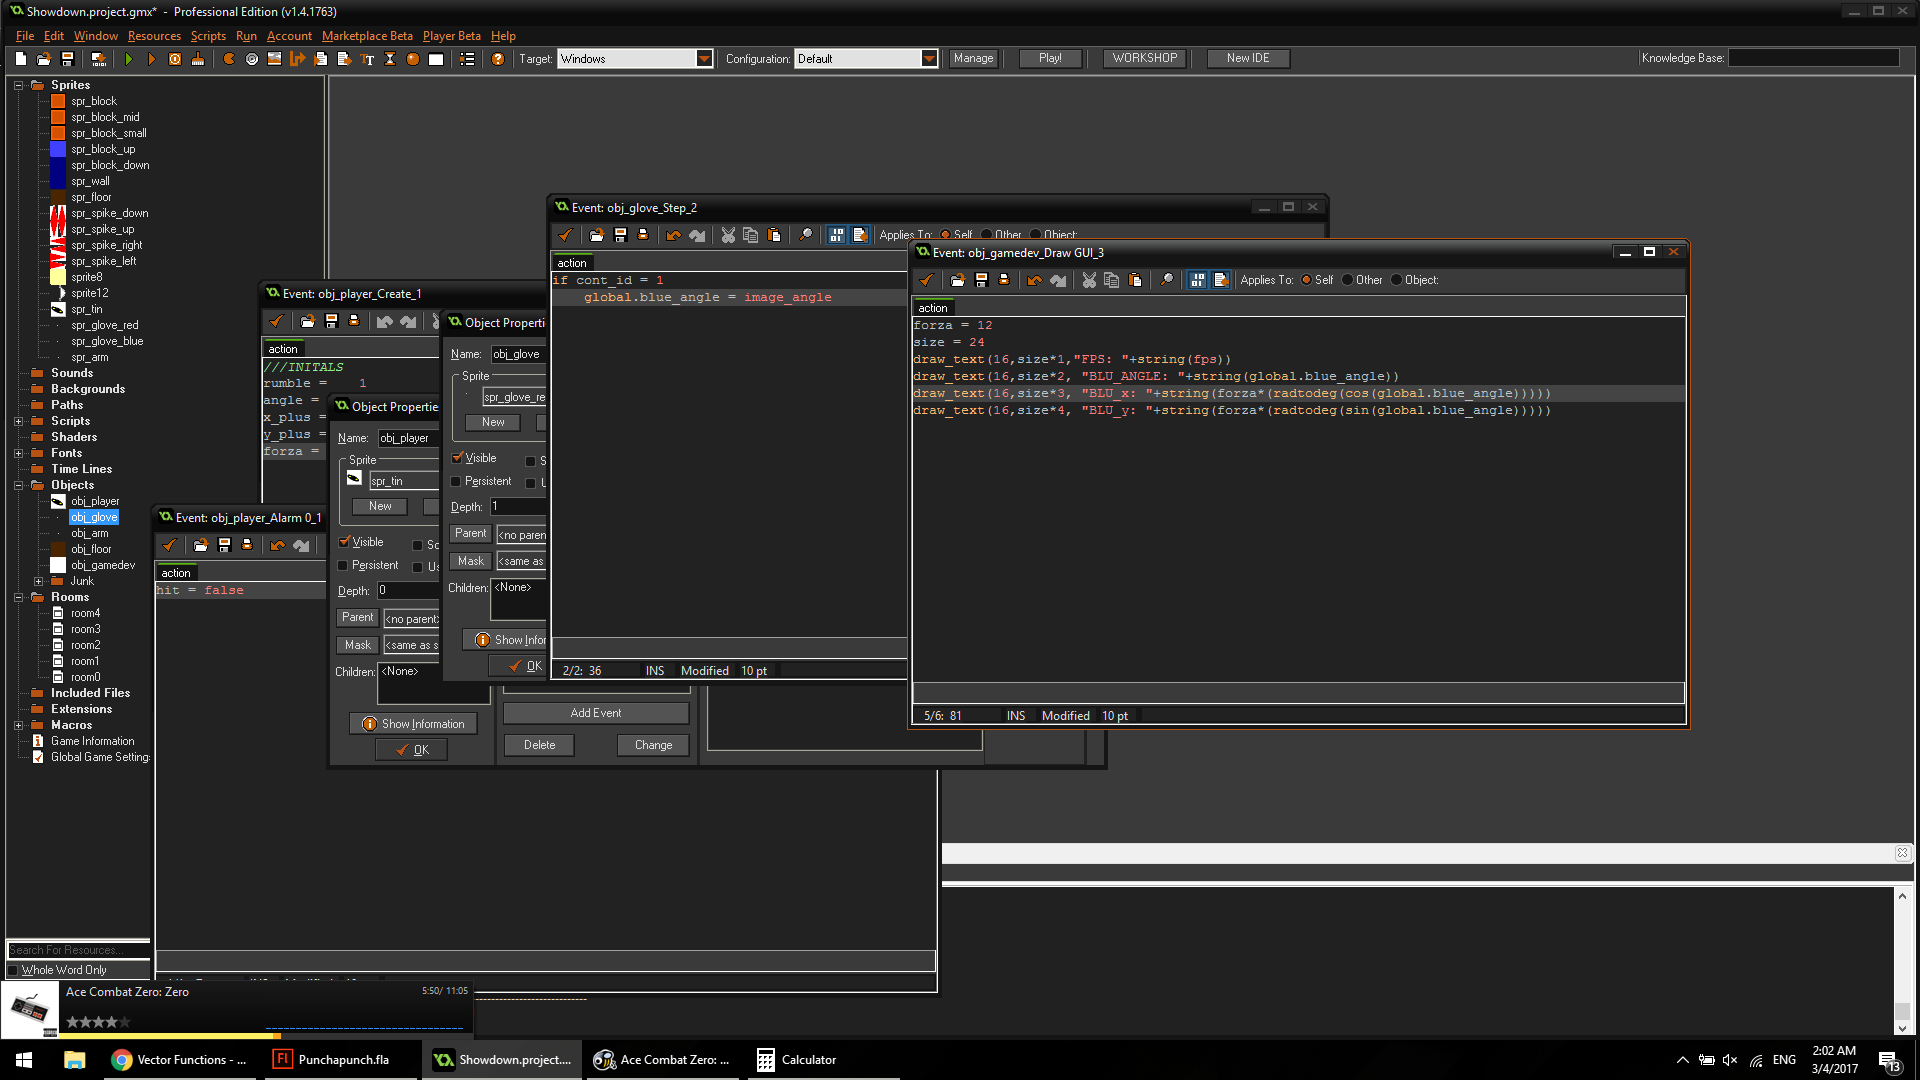 Showdown.project.gmx* - Professional Edition (v1.4.1763)
File Edit Window Resources Scripts Run Account Marketplace Beta Player Beta Help
Target: Windows Configuration: Default Manage Play! WORKSHOP New IDE Knowledge Base:
Sprites
spr_block
spr_block_mid
spr_block_small
spr_block_up
spr_block_down
spr_wall
spr_floor
spr_spike_down
spr_spike_up
spr_spike_right
spr_spike_left
sprite8
sprite12
spr_tin
spr_glove_red
spr_glove_blue
spr_arm
Sounds
Backgrounds
Paths
Scripts
Shaders
Fonts
Time Lines
Objects
obj_player
obj_glove
obj_arm
obj_floor
obj_gamedev
Junk
Rooms
room4
room3
room2
room1
room0
Included Files
Extensions
Macros
Game Information
Global Game Setting
Search For Resources...
Whole Word Only
Event: obj_player_Alarm 0_1
action
hit = false
Event: obj_player_Create_1
action
///INITALS
rumble = 1
angle =
x_plus =
y_plus =
forza =
Object Properties
Name: obj_player
Sprite
spr_tin
New
Visible
Persistent
Depth: 0
Parent <no parent>
Mask <same as s
Children: <None>
Show Information
OK
Add Event
Delete Change
Object Properti
Name: obj_glove
Sprite
spr_glove_re
New
Visible S
Persistent U
Depth: 1
Parent <no paren
Mask <same as
Children: <None>
Show Infor
OK
Event: obj_glove_Step_2
Applies To: Self Other Object:
action
if cont_id = 1
global.blue_angle = image_angle
2/2: 36 INS Modified 10 pt
Event: obj_gamedev_Draw GUI_3
Applies To: Self Other Object:
action
forza = 12
size = 24
draw_text(16,size*1,"FPS: "+string(fps))
draw_text(16,size*2, "BLU_ANGLE: "+string(global.blue_angle))
draw_text(16,size*3, "BLU_x: "+string(forza*(radtodeg(cos(global.blue_angle)))))
draw_text(16,size*4, "BLU_y: "+string(forza*(radtodeg(sin(global.blue_angle)))))
5/6: 81 INS Modified 10 pt
Ace Combat Zero: Zero 5:50/ 11:05
Vector Functions - ... Punchapunch.fla Showdown.project.... Ace Combat Zero: ... Calculator ENG 2:02 AM
3/4/2017 13